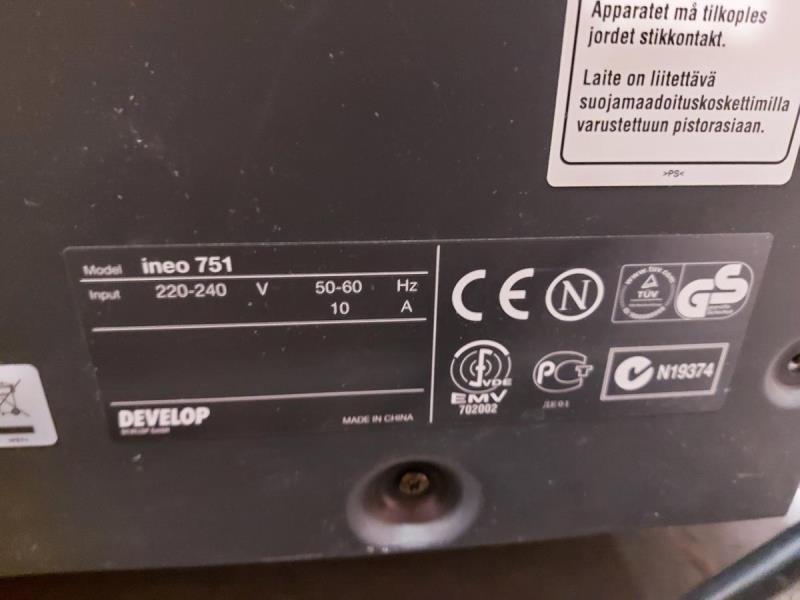 Apparatet må tilkoples
jordet stikkontakt.
Laite on liitettävä
suojamaadoituskoskettimilla
varustettuun pistorasiaan.
>PS<
Model ineo 751
Input 220-240 V 50-60 Hz
10 A
DEVELOP
MADE IN CHINA
CE N
TÜV GS
VDE
EMV
702002
PCT
N19374